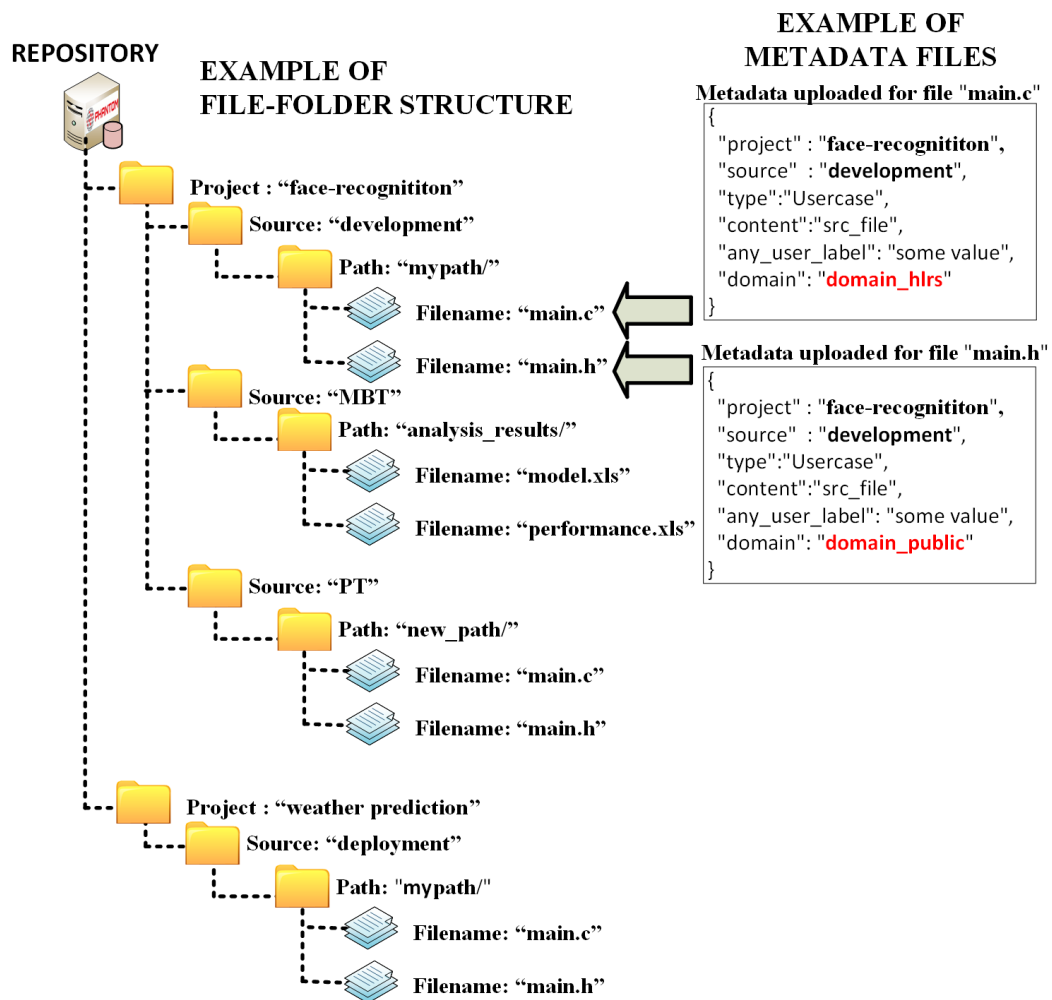 REPOSITORY
PHANTOM
EXAMPLE OF
FILE-FOLDER STRUCTURE
Project : “face-recognititon”
Source: “development”
Path: “mypath/”
Filename: “main.c”
Filename: “main.h”
Source: “MBT”
Path: “analysis_results/”
Filename: “model.xls”
Filename: “performance.xls”
Source: “PT”
Path: “new_path/”
Filename: “main.c”
Filename: “main.h”
Project : “weather prediction”
Source: “deployment”
Path: "mypath/"
Filename: “main.c”
Filename: “main.h”
EXAMPLE OF
METADATA FILES
Metadata uploaded for file "main.c"
{
"project" : "face-recognititon",
"source" : "development",
"type":"Usercase",
"content":"src_file",
"any_user_label": "some value",
"domain": "domain_hlrs"
}
Metadata uploaded for file "main.h"
{
"project" : "face-recognititon",
"source" : "development",
"type":"Usercase",
"content":"src_file",
"any_user_label": "some value",
"domain": "domain_public"
}